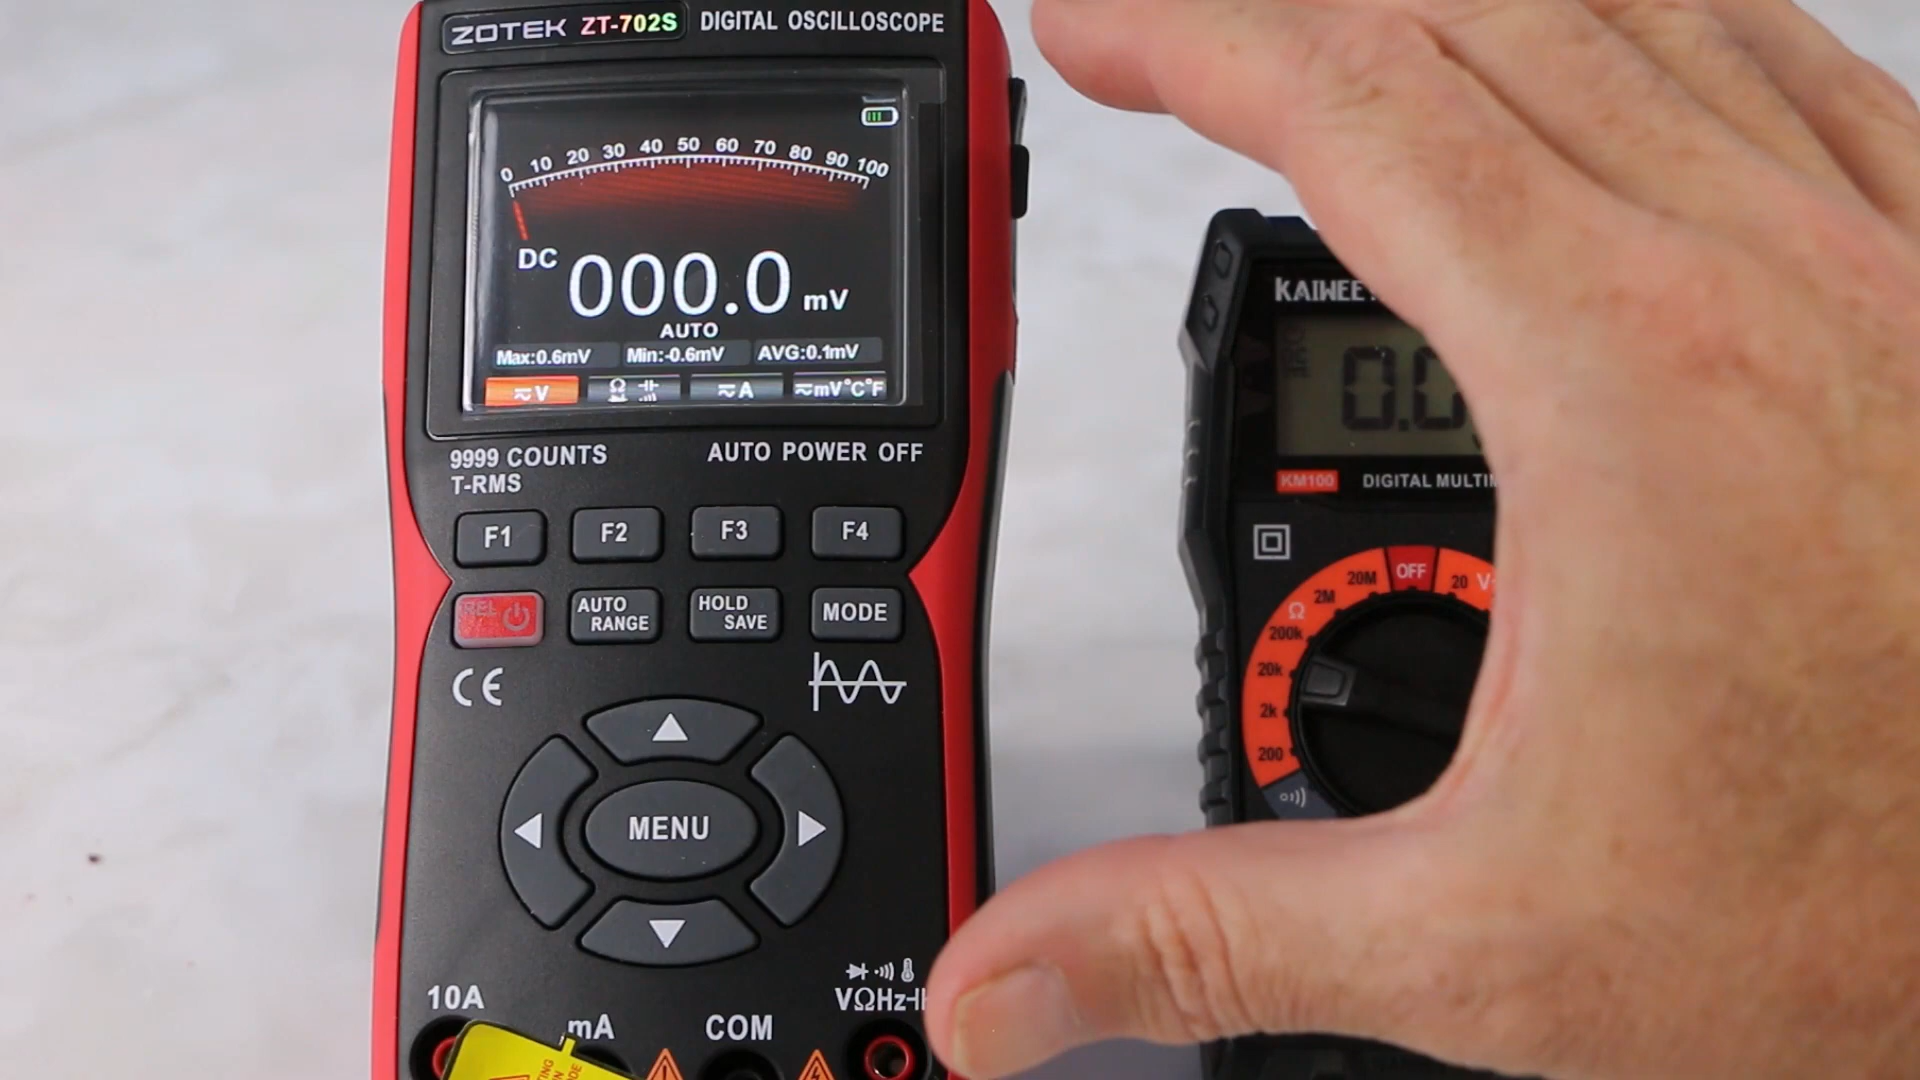 ZOTEK ZT-702S DIGITAL OSCILLOSCOPE
0 10 20 30 40 50 60 70 80 90 100
DC 000.0 mV
AUTO
Max:0.6mV Min:-0.6mV AVG:0.1mV
V Ω A mV°C°F
9999 COUNTS AUTO POWER OFF
T-RMS
F1 F2 F3 F4
REL
AUTO
RANGE
HOLD
SAVE
MODE
CE
MENU
10A mA COM VΩHz
KAIWEE
0.0
KM100 DIGITAL MULTI
OFF
20 V
20M
2M
Ω
200k
20k
2k
200